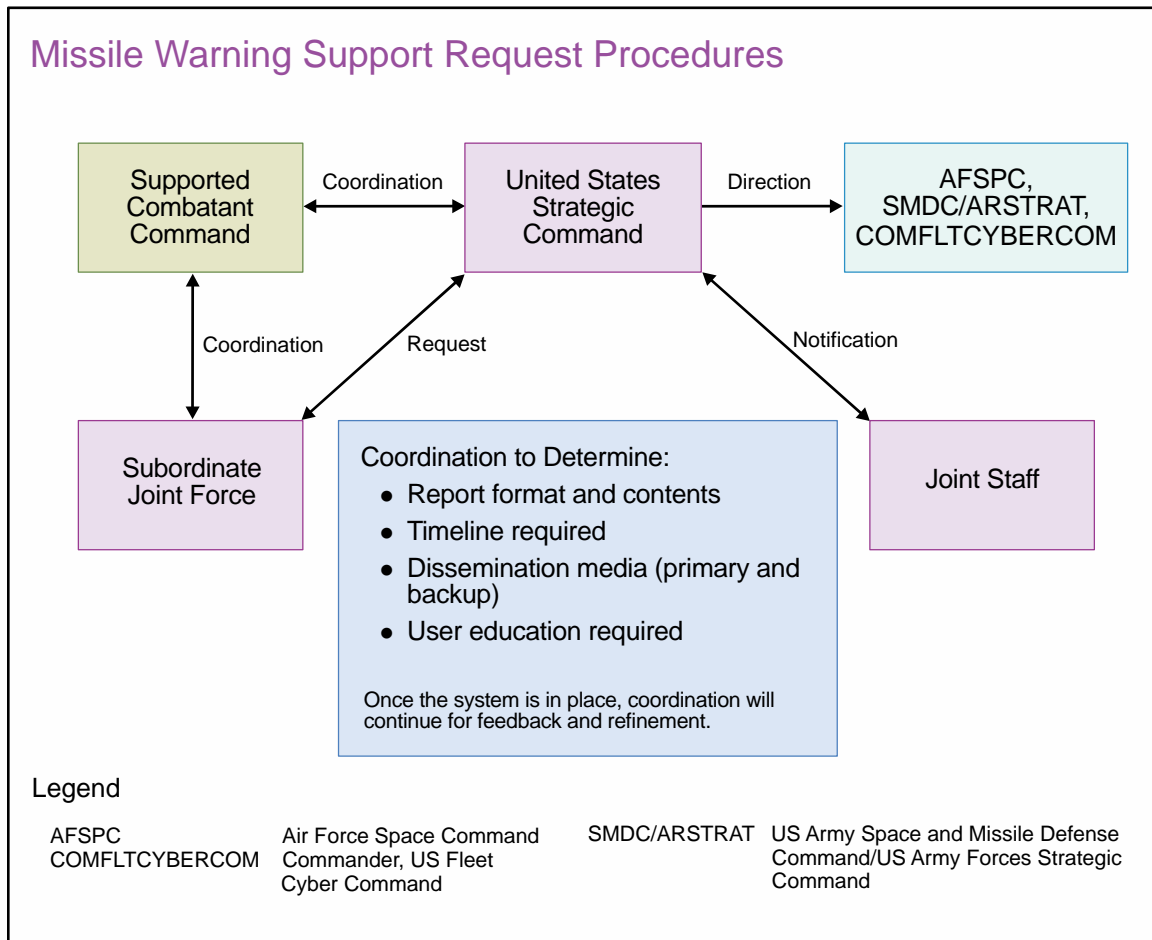 Missile Warning Support Request Procedures
Supported
Combatant
Command
Coordination
United States
Strategic
Command
Direction
AFSPC,
SMDC/ARSTRAT,
COMFLTCYBERCOM
Coordination
Request
Notification
Subordinate
Joint Force
Coordination to Determine:
● Report format and contents
● Timeline required
● Dissemination media (primary and
backup)
● User education required
Once the system is in place, coordination will
continue for feedback and refinement.
Joint Staff
Legend
AFSPC Air Force Space Command
COMFLTCYBERCOM Commander, US Fleet
Cyber Command
SMDC/ARSTRAT US Army Space and Missile Defense
Command/US Army Forces Strategic
Command